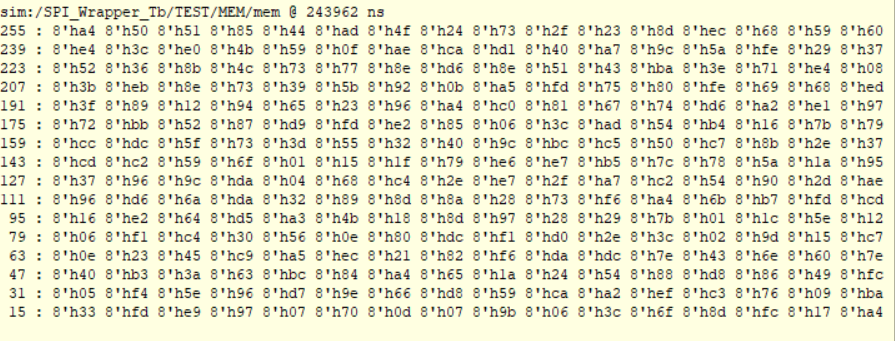 sim:/SPI_Wrapper_Tb/TEST/MEM/mem @ 243962 ns
255 : 8'ha4 8'h50 8'h51 8'h85 8'h44 8'had 8'h4f 8'h24 8'h73 8'h2f 8'h23 8'h8d 8'hec 8'h68 8'h59 8'h60
239 : 8'he4 8'h3c 8'he0 8'h4b 8'h59 8'h0f 8'hae 8'hca 8'hd1 8'h40 8'ha7 8'h9c 8'h5a 8'hfe 8'h29 8'h37
223 : 8'h52 8'h36 8'h8b 8'h4c 8'h73 8'h77 8'h8e 8'hd6 8'h8e 8'h51 8'h43 8'hba 8'h3e 8'h71 8'he4 8'h08
207 : 8'h3b 8'heb 8'h8e 8'h73 8'h39 8'h5b 8'h92 8'h0b 8'ha5 8'hfd 8'h75 8'h80 8'hfe 8'h69 8'h68 8'hed
191 : 8'h3f 8'h89 8'h12 8'h94 8'h65 8'h23 8'h96 8'ha4 8'hc0 8'h81 8'h67 8'h74 8'hd6 8'ha2 8'he1 8'h97
175 : 8'h72 8'hbb 8'h52 8'h87 8'hd9 8'hfd 8'he2 8'h85 8'h06 8'h3c 8'had 8'h54 8'hb4 8'h16 8'h7b 8'h79
159 : 8'hcc 8'hdc 8'h5f 8'h73 8'h3d 8'h55 8'h32 8'h40 8'h9c 8'hbc 8'hc5 8'h50 8'hc7 8'h8b 8'h2e 8'h37
143 : 8'hcd 8'hc2 8'h59 8'h6f 8'h01 8'h15 8'h1f 8'h79 8'he6 8'he7 8'hb5 8'h7c 8'h78 8'h5a 8'h1a 8'h95
127 : 8'h37 8'h96 8'h9c 8'hda 8'h04 8'h68 8'hc4 8'h2e 8'he7 8'h2f 8'ha7 8'hc2 8'h54 8'h90 8'h2d 8'hae
111 : 8'h96 8'hd6 8'h6a 8'hda 8'h32 8'h89 8'h8d 8'h8a 8'h28 8'h73 8'hf6 8'ha4 8'h6b 8'hb7 8'hfd 8'hcd
95 : 8'h16 8'he2 8'h64 8'hd5 8'ha3 8'h4b 8'h18 8'h8d 8'h97 8'h28 8'h29 8'h7b 8'h01 8'h1c 8'h5e 8'h12
79 : 8'h06 8'hf1 8'hc4 8'h30 8'h56 8'h0e 8'h80 8'hdc 8'hf1 8'hd0 8'h2e 8'h3c 8'h02 8'h9d 8'h15 8'hc7
63 : 8'h0e 8'h23 8'h45 8'hc9 8'ha5 8'hec 8'h21 8'h82 8'hf6 8'hda 8'hdc 8'h7e 8'h43 8'h6e 8'h60 8'h7e
47 : 8'h40 8'hb3 8'h3a 8'h63 8'hbc 8'h84 8'ha4 8'h65 8'h1a 8'h24 8'h54 8'h88 8'hd8 8'h86 8'h49 8'hfc
31 : 8'h05 8'hf4 8'h5e 8'h96 8'hd7 8'h9e 8'h66 8'hd8 8'h59 8'hca 8'ha2 8'hef 8'hc3 8'h76 8'h09 8'hba
15 : 8'h33 8'hfd 8'he9 8'h97 8'h07 8'h70 8'h0d 8'h07 8'h9b 8'h06 8'h3c 8'h6f 8'h8d 8'hfc 8'h17 8'ha4